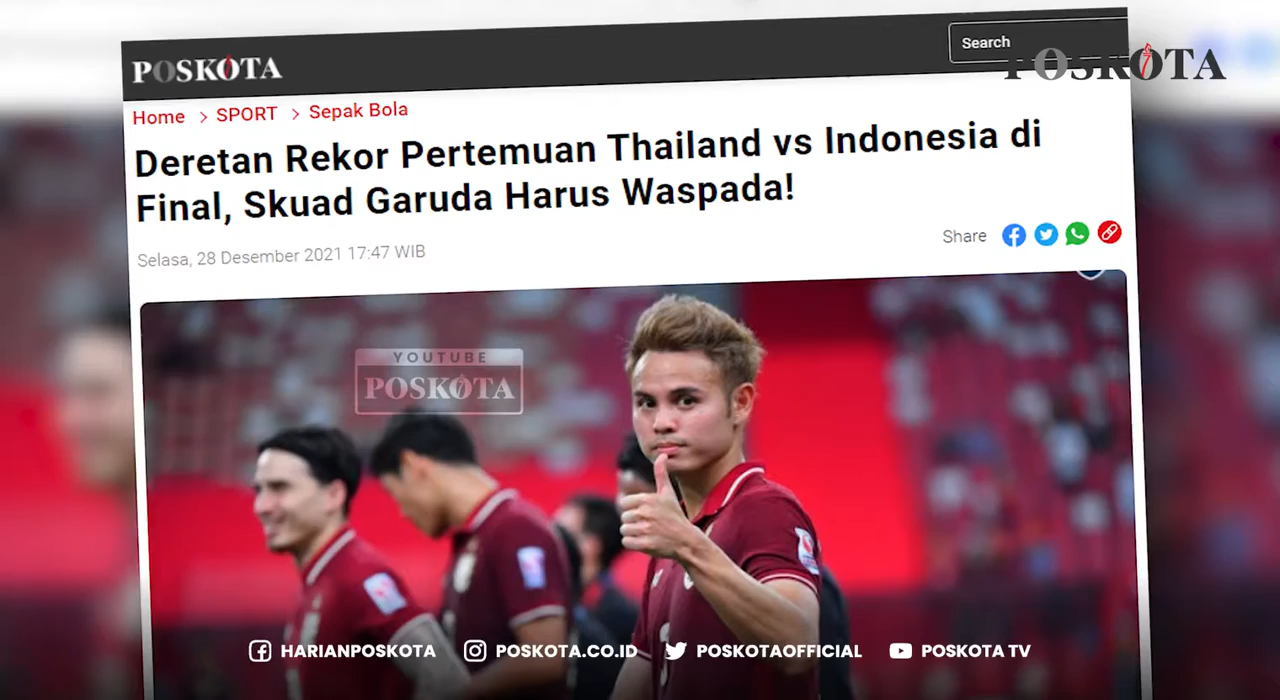 POSKOTA
Search
POSKOTA
Home > SPORT > Sepak Bola
Deretan Rekor Pertemuan Thailand vs Indonesia di
Final, Skuad Garuda Harus Waspada!
Selasa, 28 Desember 2021 17:47 WIB
Share
YOUTUBE
POSKOTA
HARIANPOSKOTA
POSKOTA.CO.ID
POSKOTAOFFICIAL
POSKOTA TV